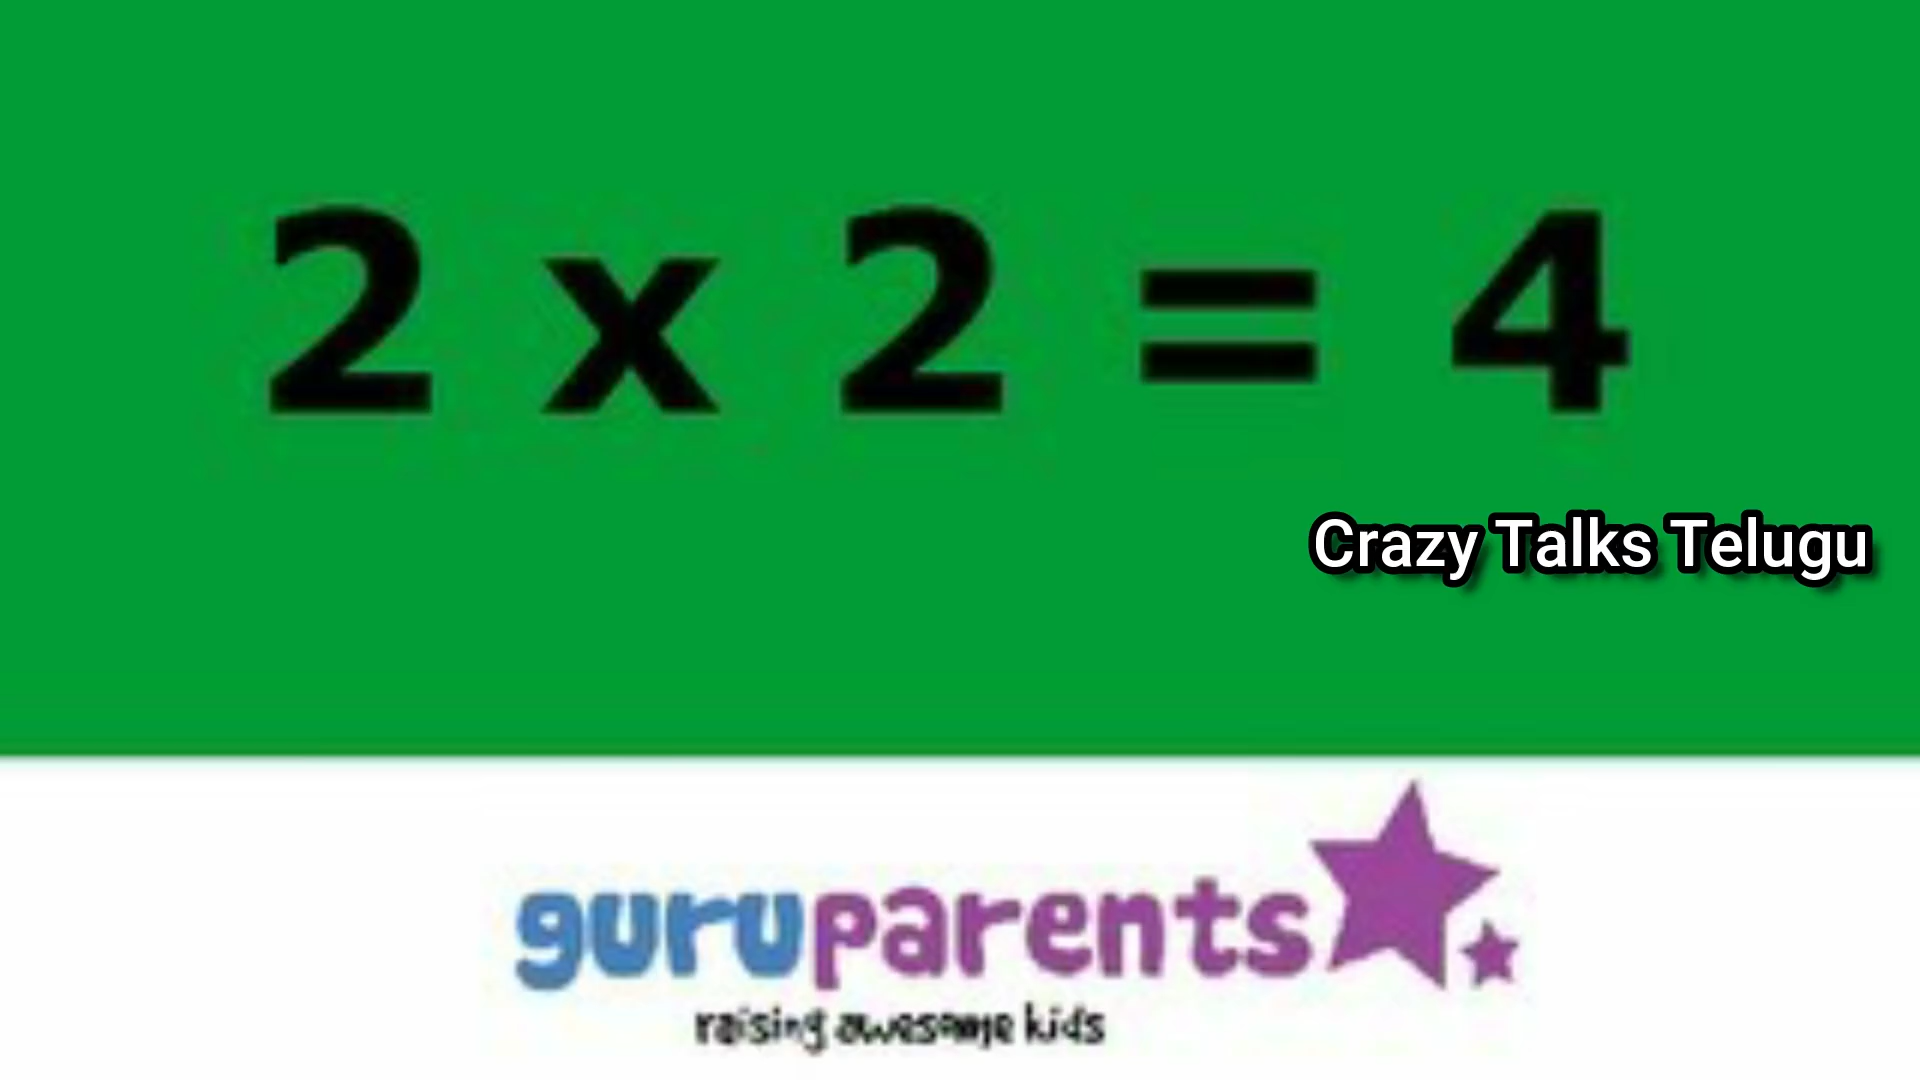 2 x 2 = 4
Crazy Talks Telugu
guruparents
raising awesome kids